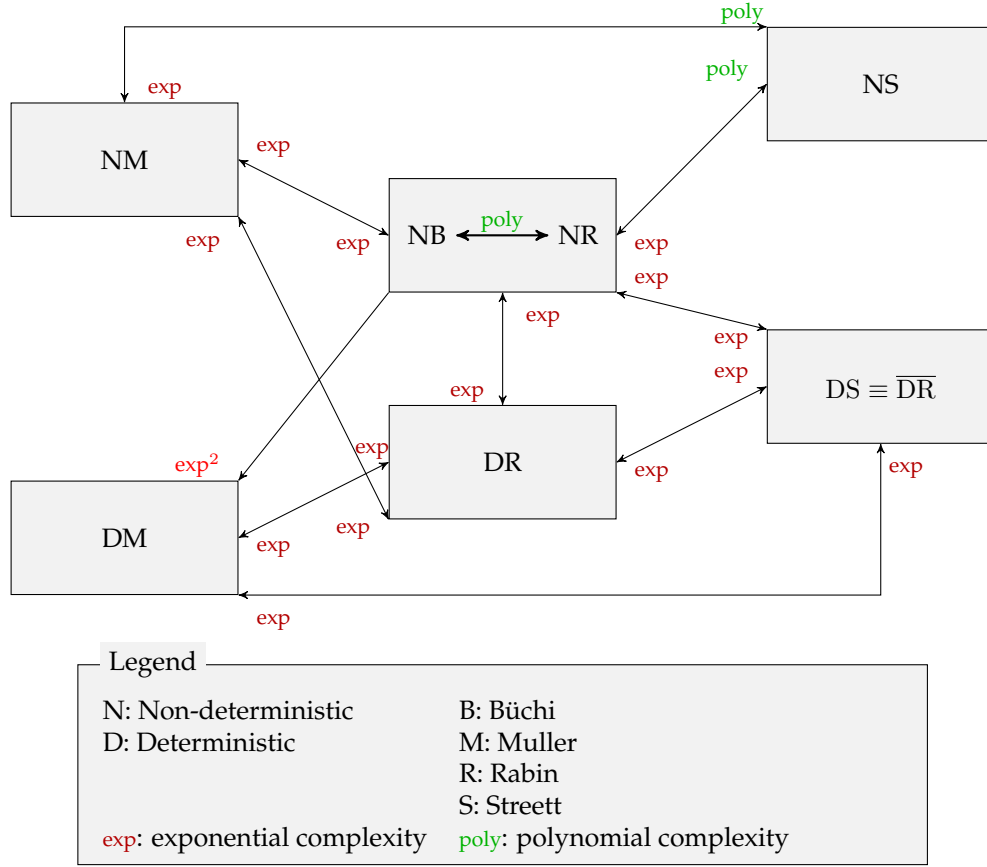 poly
poly
NS
exp
NM
exp
exp
exp
NB
poly
NR
exp
exp
exp
exp
exp
DS ≡ \overline{DR}
exp
exp
exp
DR
exp
exp²
exp
DM
exp
exp
exp
Legend
N: Non-deterministic B: Büchi
D: Deterministic M: Muller
R: Rabin
S: Streett
exp: exponential complexity poly: polynomial complexity